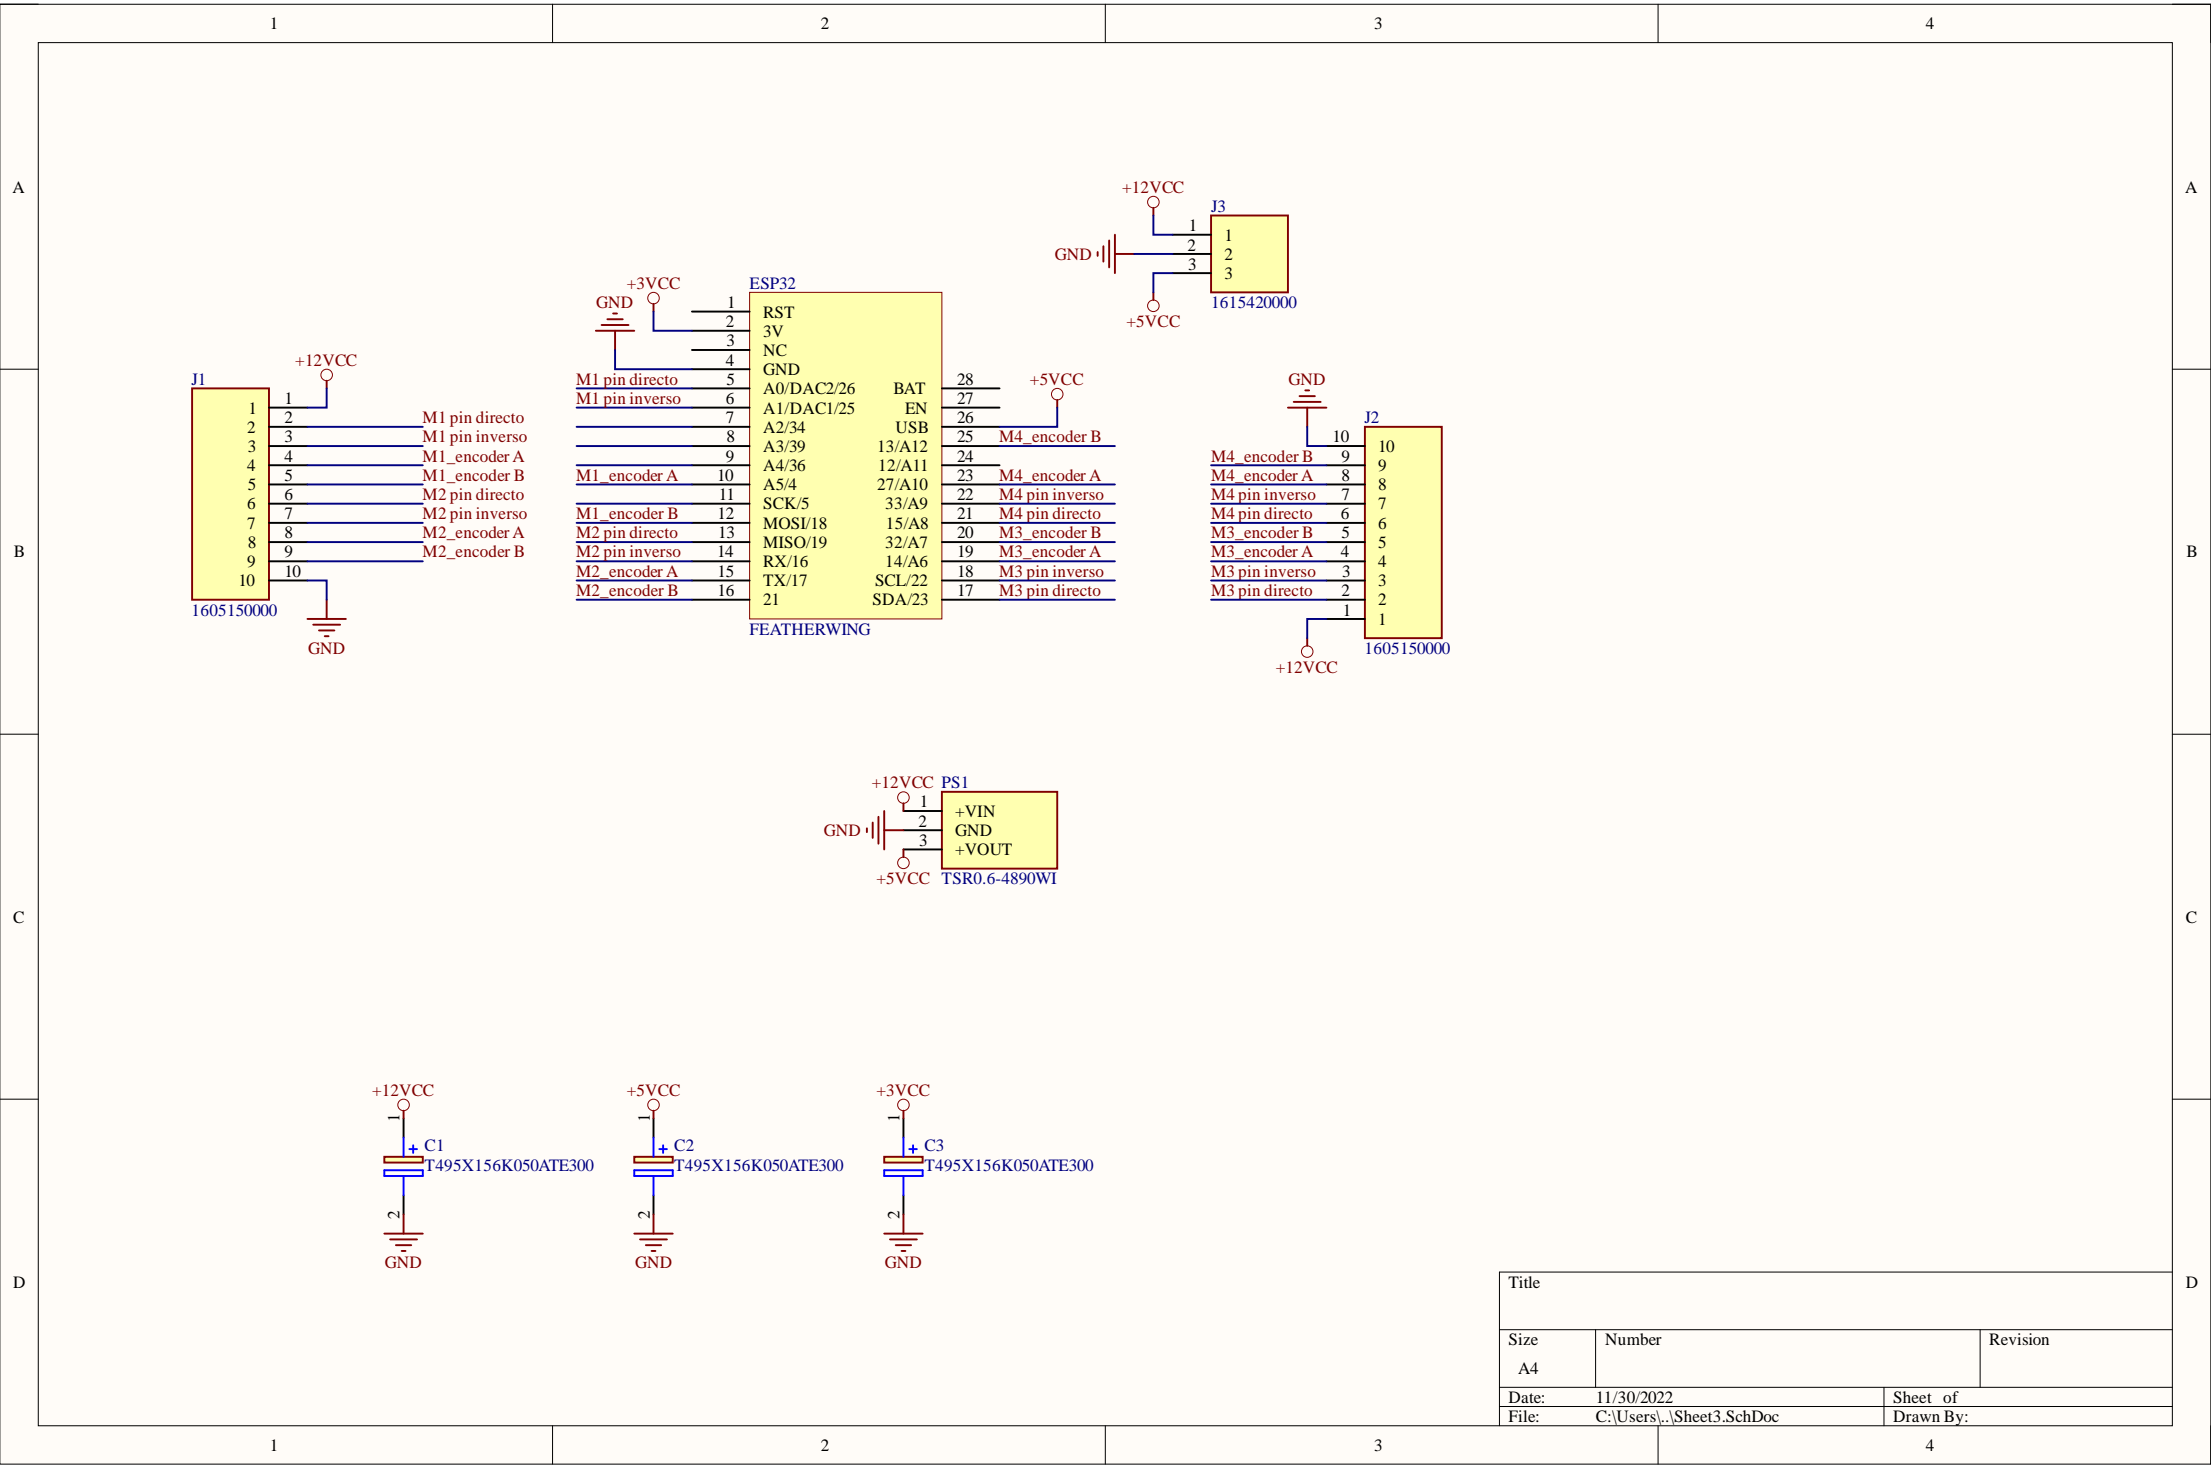 1 2 3 4
A A
B B
C C
D D
+12VCC
J3
1 1
GND 2 2
3 3
1615420000
+5VCC
ESP32
+3VCC
GND
1 RST
2 3V
3 NC
4 GND
M1 pin directo 5 A0/DAC2/26
M1 pin inverso 6 A1/DAC1/25
7 A2/34
8 A3/39
9 A4/36
M1_encoder A 10 A5/4
11 SCK/5
M1_encoder B 12 MOSI/18
M2 pin directo 13 MISO/19
M2 pin inverso 14 RX/16
M2_encoder A 15 TX/17
M2_encoder B 16 21
BAT 28
EN 27
USB 26 +5VCC
13/A12 25 M4_encoder B
12/A11 24
27/A10 23 M4_encoder A
33/A9 22 M4 pin inverso
15/A8 21 M4 pin directo
32/A7 20 M3_encoder B
14/A6 19 M3_encoder A
SCL/22 18 M3 pin inverso
SDA/23 17 M3 pin directo
FEATHERWING
+12VCC
J1
1 1
2 2 M1 pin directo
3 3 M1 pin inverso
4 4 M1_encoder A
5 5 M1_encoder B
6 6 M2 pin directo
7 7 M2 pin inverso
8 8 M2_encoder A
9 9 M2_encoder B
10 10
1605150000
GND
GND
J2
10 10
M4_encoder B 9 9
M4_encoder A 8 8
M4 pin inverso 7 7
M4 pin directo 6 6
M3_encoder B 5 5
M3_encoder A 4 4
M3 pin inverso 3 3
M3 pin directo 2 2
1 1
1605150000
+12VCC
+12VCC PS1
1 +VIN
GND 2 GND
3 +VOUT
+5VCC TSR0.6-4890WI
+12VCC
1
C1
T495X156K050ATE300
2
GND
+5VCC
1
C2
T495X156K050ATE300
2
GND
+3VCC
1
C3
T495X156K050ATE300
2
GND
Title
Size Number Revision
A4
Date: 11/30/2022 Sheet of
File: C:\Users\..\Sheet3.SchDoc Drawn By:
1 2 3 4